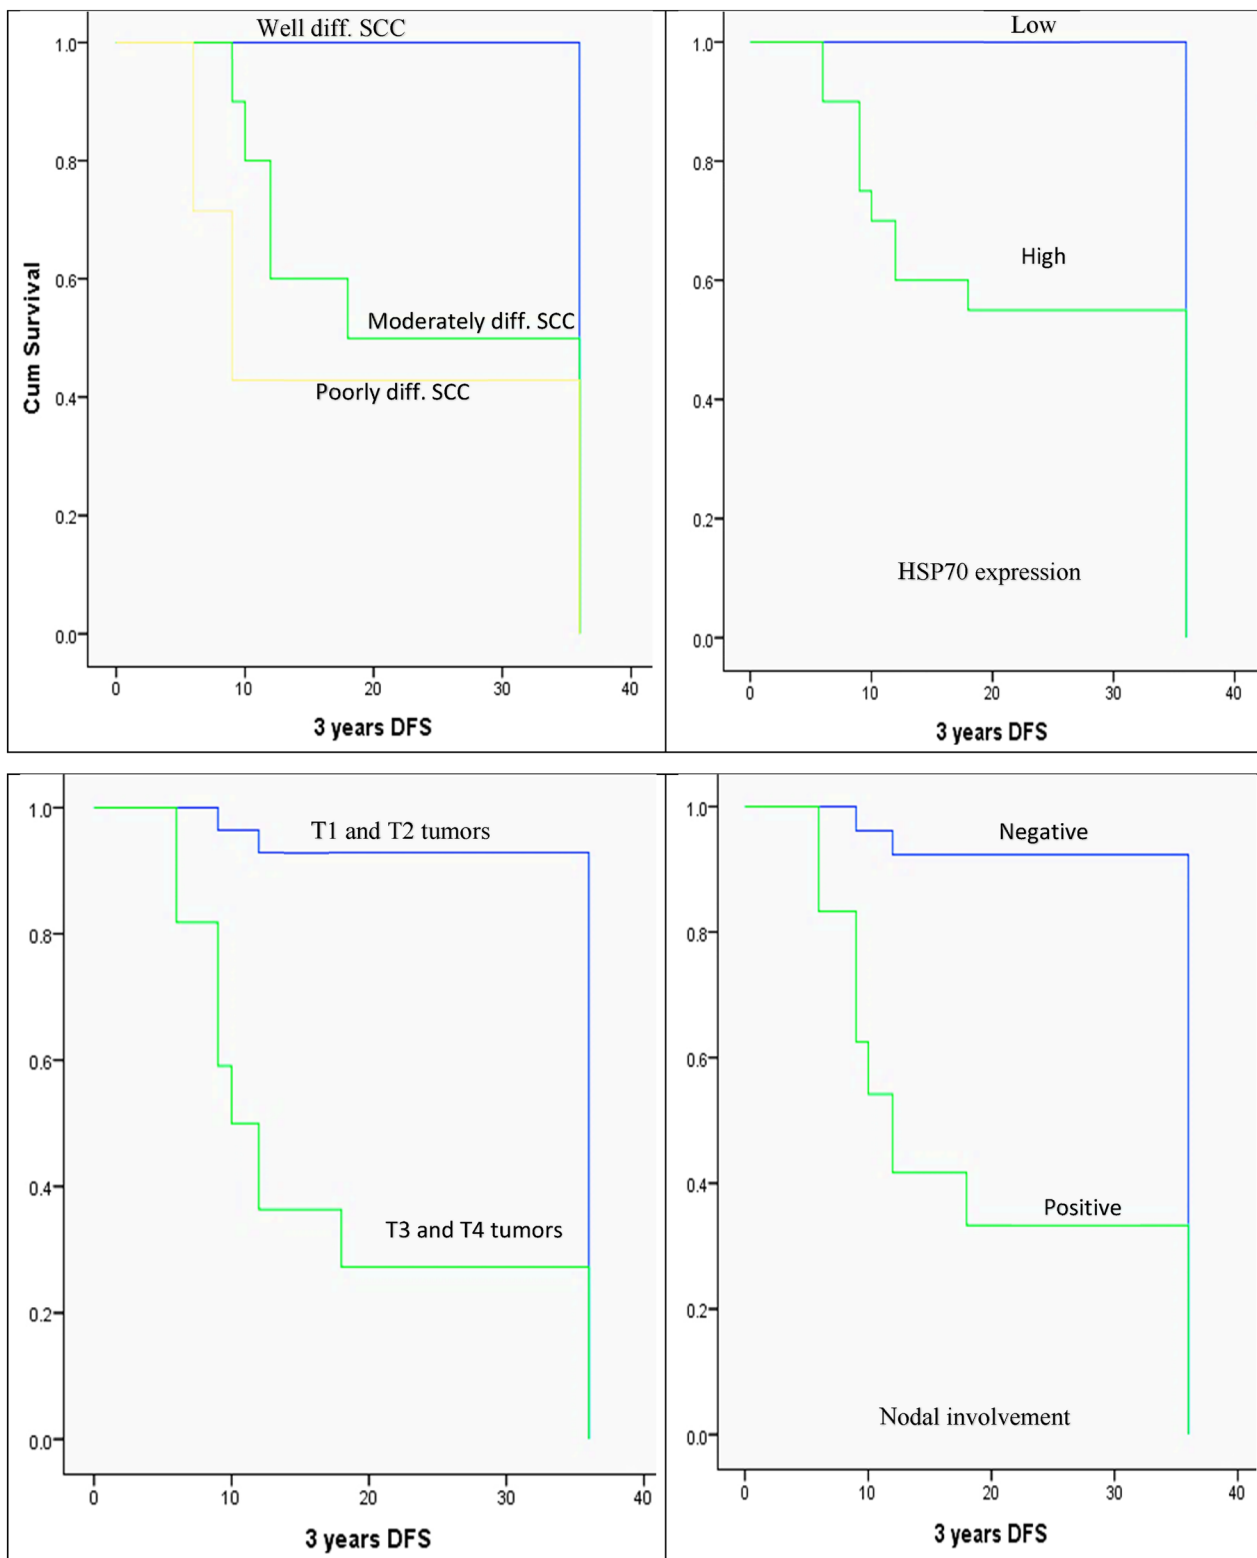 Well diff. SCC
1.0
0.8
0.6
0.4
0.2
0.0
Cum Survival
Moderately diff. SCC
Poorly diff. SCC
0 10 20 30 40
3 years DFS
Low
1.0
0.8
0.6
0.4
0.2
0.0
High
HSP70 expression
0 10 20 30 40
3 years DFS
T1 and T2 tumors
1.0
0.8
0.6
0.4
0.2
0.0
T3 and T4 tumors
0 10 20 30 40
3 years DFS
Negative
1.0
0.8
0.6
0.4
0.2
0.0
Positive
Nodal involvement
0 10 20 30 40
3 years DFS